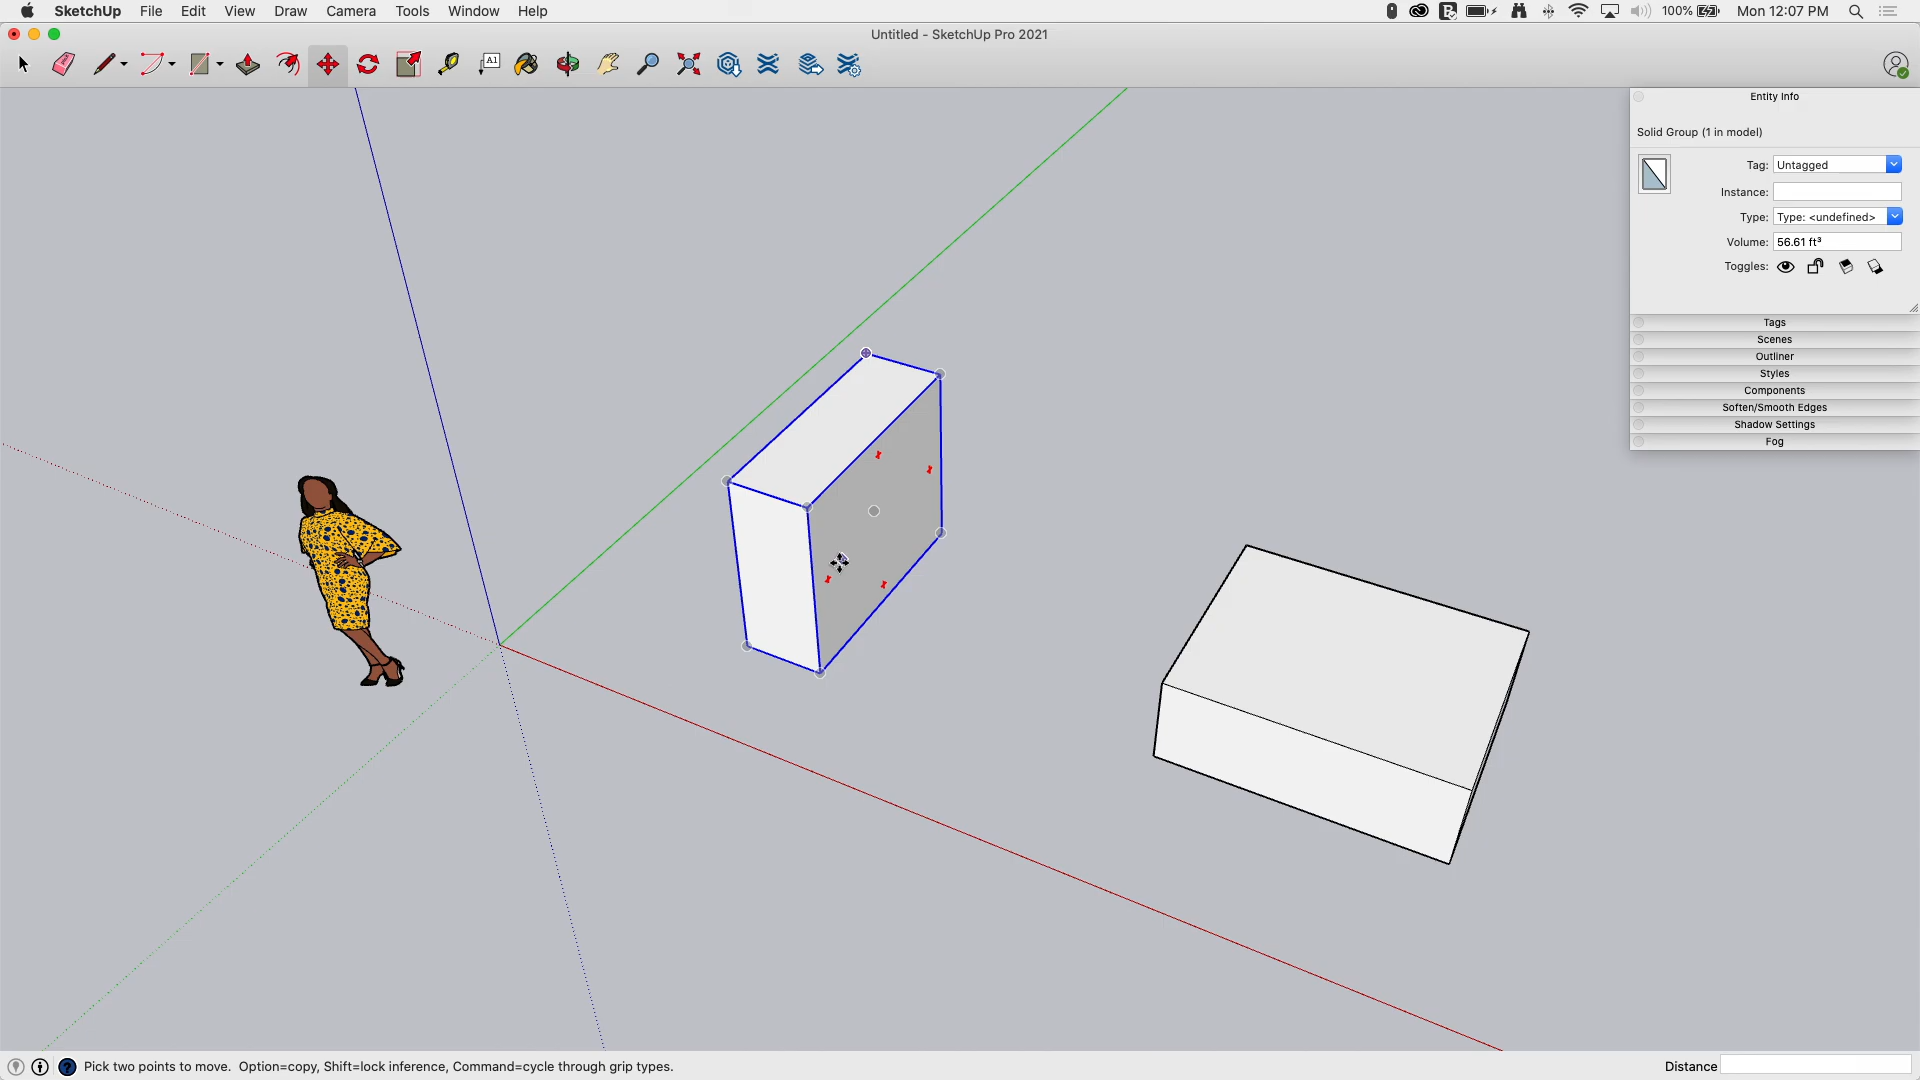 SketchUp File Edit View Draw Camera Tools Window Help 100% Mon 12:07 PM
Untitled - SketchUp Pro 2021
A1
Entity Info
Solid Group (1 in model)
Tag: Untagged
Instance:
Type: Type: <undefined>
Volume: 56.61 ft³
Toggles:
Tags
Scenes
Outliner
Styles
Components
Soften/Smooth Edges
Shadow Settings
Fog
Pick two points to move. Option=copy, Shift=lock inference, Command=cycle through grip types. Distance